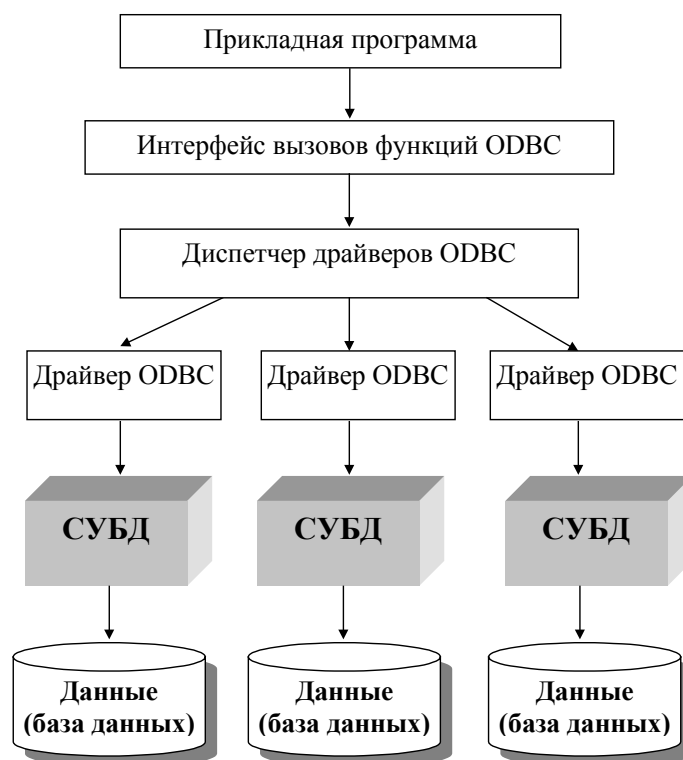 Прикладная программа
Интерфейс вызовов функций ODBC
Диспетчер драйверов ODBC
Драйвер ODBC
Драйвер ODBC
Драйвер ODBC
СУБД
СУБД
СУБД
Данные
(база данных)
Данные
(база данных)
Данные
(база данных)